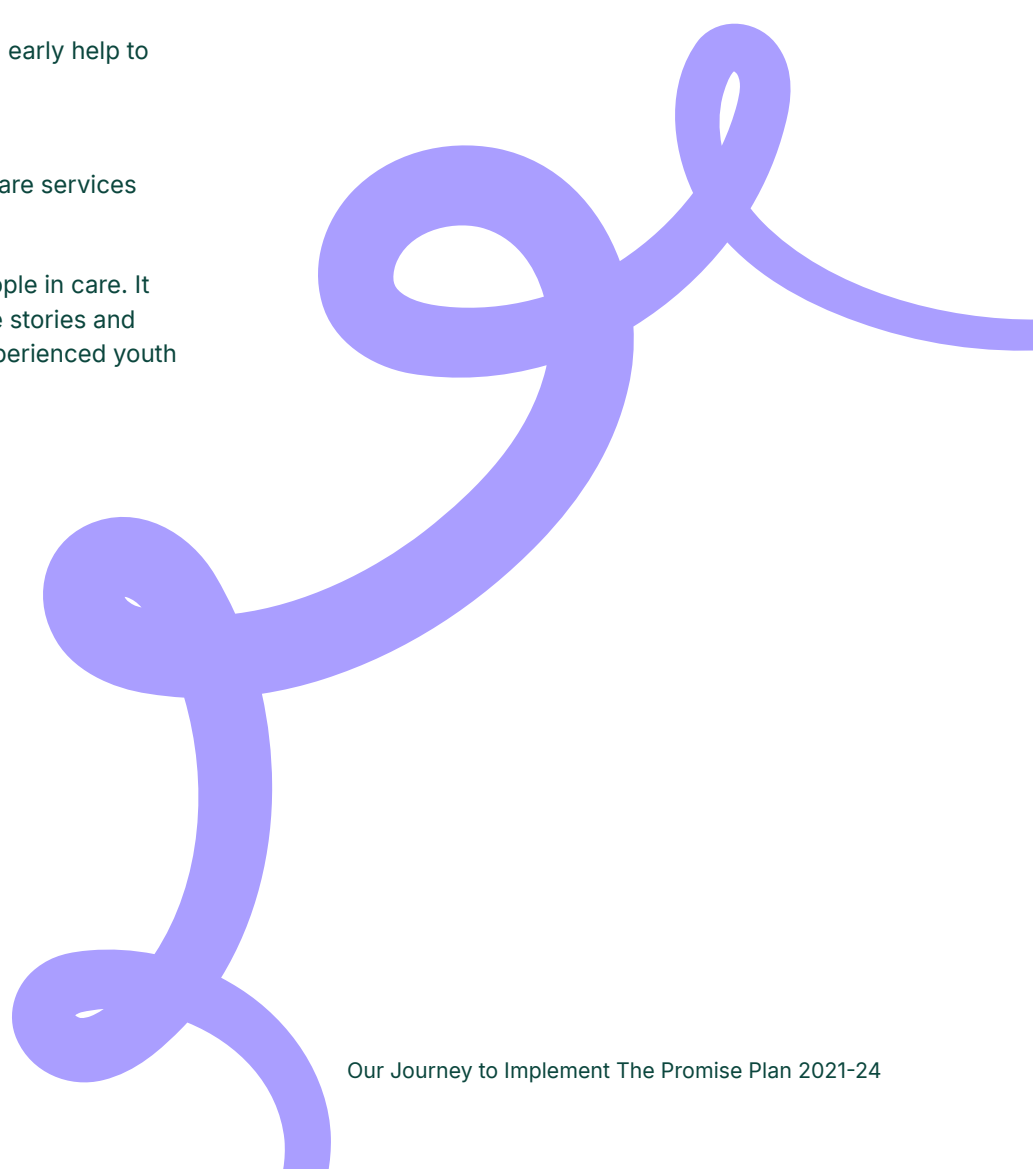 early help to
are services
ople in care. It
stories and
perienced youth
Our Journey to Implement The Promise Plan 2021-24